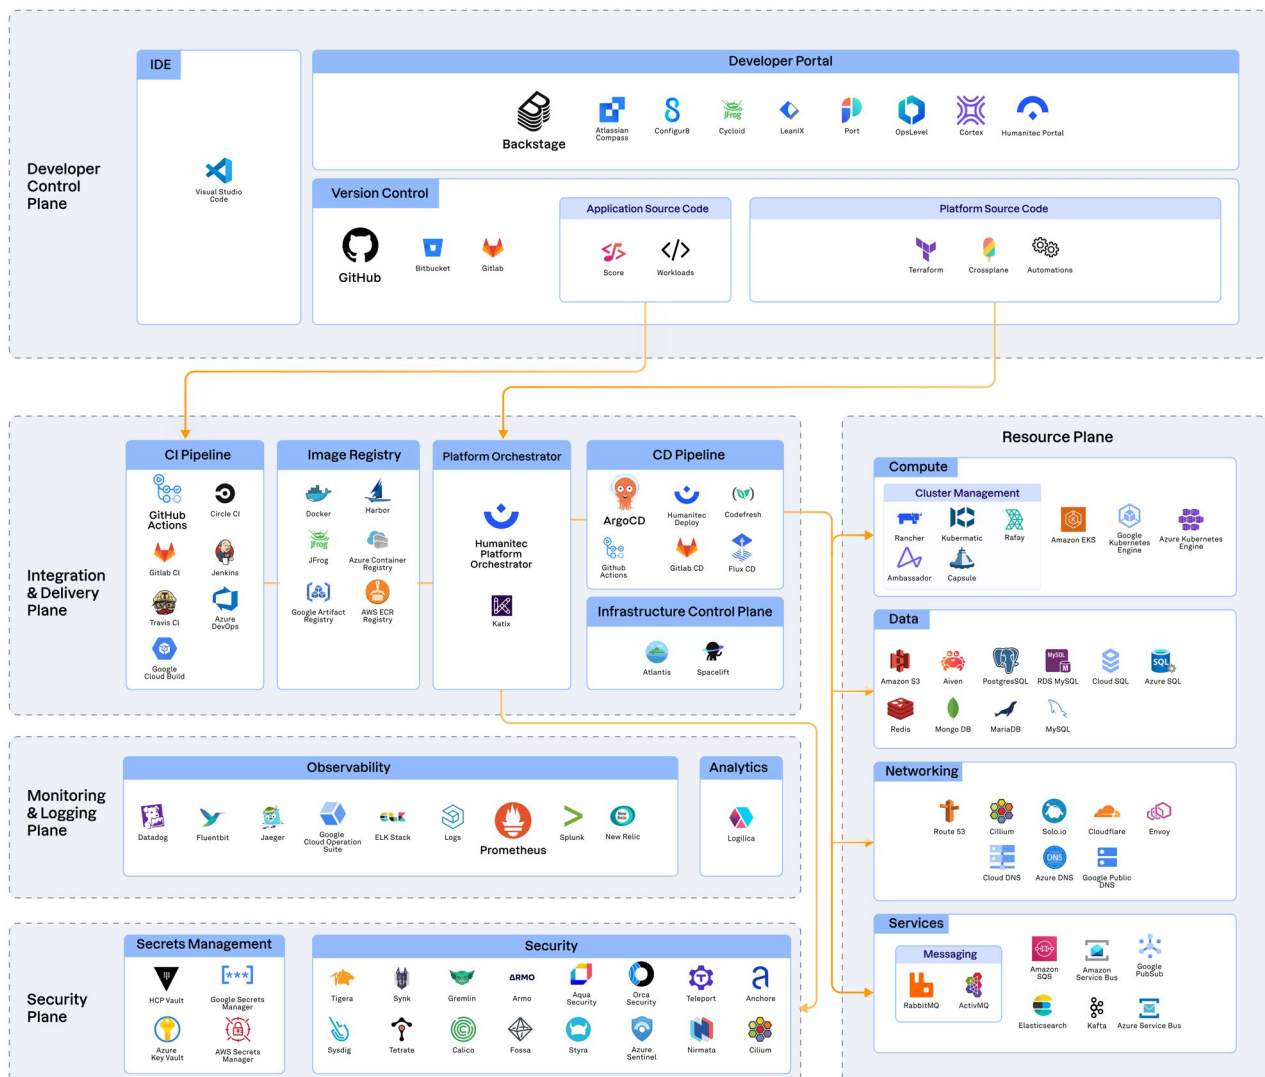 IDE
Developer Portal
Backstage
Atlassian
Compass
Configur8
JFrog
Cycloid
LeanIX
Port
OpsLevel
Cortex
Humanitec Portal
Developer
Control
Plane
Visual Studio
Code
Version Control
GitHub
Bitbucket
Gitlab
Application Source Code
Score
Workloads
Platform Source Code
Terraform
Crossplane
Automations
Integration
& Delivery
Plane
CI Pipeline
GitHub
Actions
Circle CI
Gitlab CI
Jenkins
Travis CI
Azure
DevOps
Google
Cloud Build
Image Registry
Docker
Harbor
JFrog
JFrog
Azure Container
Registry
Google Artifact
Registry
AWS ECR
Registry
Platform Orchestrator
Humanitec
Platform
Orchestrator
Katix
CD Pipeline
ArgoCD
Humanitec
Deploy
Codefresh
Github
Actions
Gitlab CD
Flux CD
Infrastructure Control Plane
Atlantis
Spacelift
Resource Plane
Compute
Cluster Management
Rancher
Kubermatic
Rafay
Ambassador
Capsule
Amazon EKS
Google
Kubernetes
Engine
Azure Kubernetes
Engine
Data
Amazon S3
Aiven
PostgresSQL
MySQL
RDS MySQL
Cloud SQL
SQL
Azure SQL
Redis
Mongo DB
MariaDB
MySQL
Networking
Route 53
Cillium
Solo.io
Cloudflare
Envoy
Cloud DNS
DNS
Azure DNS
Google Public
DNS
Services
Messaging
RabbitMQ
ActivMQ
Amazon
SQS
Amazon
Service Bus
Google
PubSub
Elasticsearch
Kafta
Azure Service Bus
Monitoring
& Logging
Plane
Observability
Datadog
Fluentbit
Jaeger
Google
Cloud Operation
Suite
ELK
ELK Stack
Logs
Prometheus
Splunk
New Relic
New Relic
Analytics
Logilica
Security
Plane
Secrets Management
HCP Vault
[***]
Google Secrets
Manager
Azure
Key Vault
AWS Secrets
Manager
Security
Tigera
Synk
Gremlin
ARMO
Armo
Aqua
Security
Orca
Security
Teleport
Anchore
Sysdig
Tetrate
Calico
Fossa
Styra
Azure
Sentinel
Nirmata
Cilium